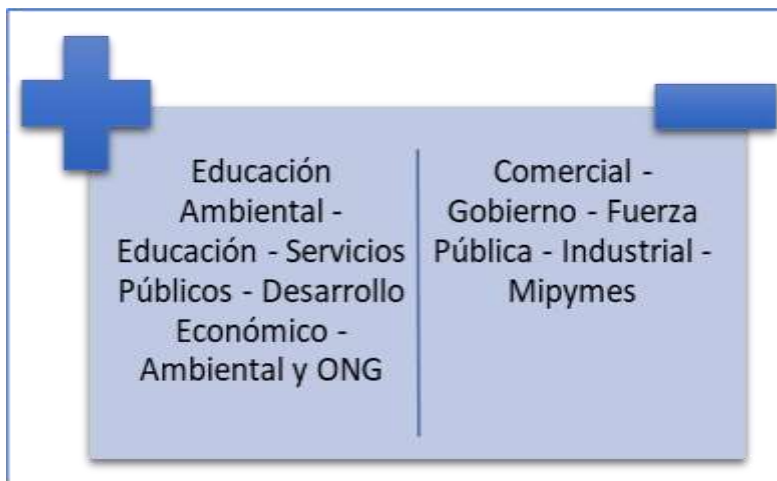 Educación
Ambiental -
Educación - Servicios
Públicos - Desarrollo
Económico -
Ambiental y ONG
Comercial -
Gobierno - Fuerza
Pública - Industrial -
Mipymes